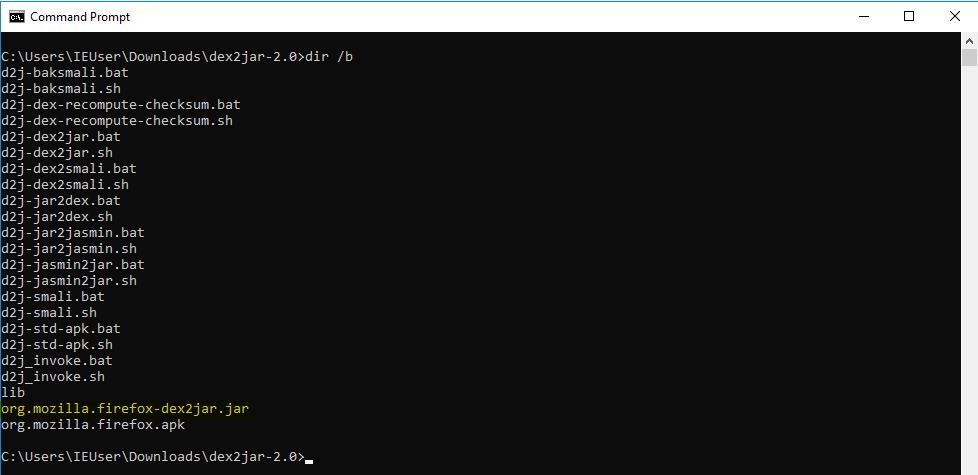 Command Prompt
C:\Users\IEUser\Downloads\dex2jar-2.0>dir /b
d2j-baksmali.bat
d2j-baksmali.sh
d2j-dex-recompute-checksum.bat
d2j-dex-recompute-checksum.sh
d2j-dex2jar.bat
d2j-dex2jar.sh
d2j-dex2smali.bat
d2j-dex2smali.sh
d2j-jar2dex.bat
d2j-jar2dex.sh
d2j-jar2jasmin.bat
d2j-jar2jasmin.sh
d2j-jasmin2jar.bat
d2j-jasmin2jar.sh
d2j-smali.bat
d2j-smali.sh
d2j-std-apk.bat
d2j-std-apk.sh
d2j_invoke.bat
d2j_invoke.sh
lib
org.mozilla.firefox-dex2jar.jar
org.mozilla.firefox.apk
C:\Users\IEUser\Downloads\dex2jar-2.0>